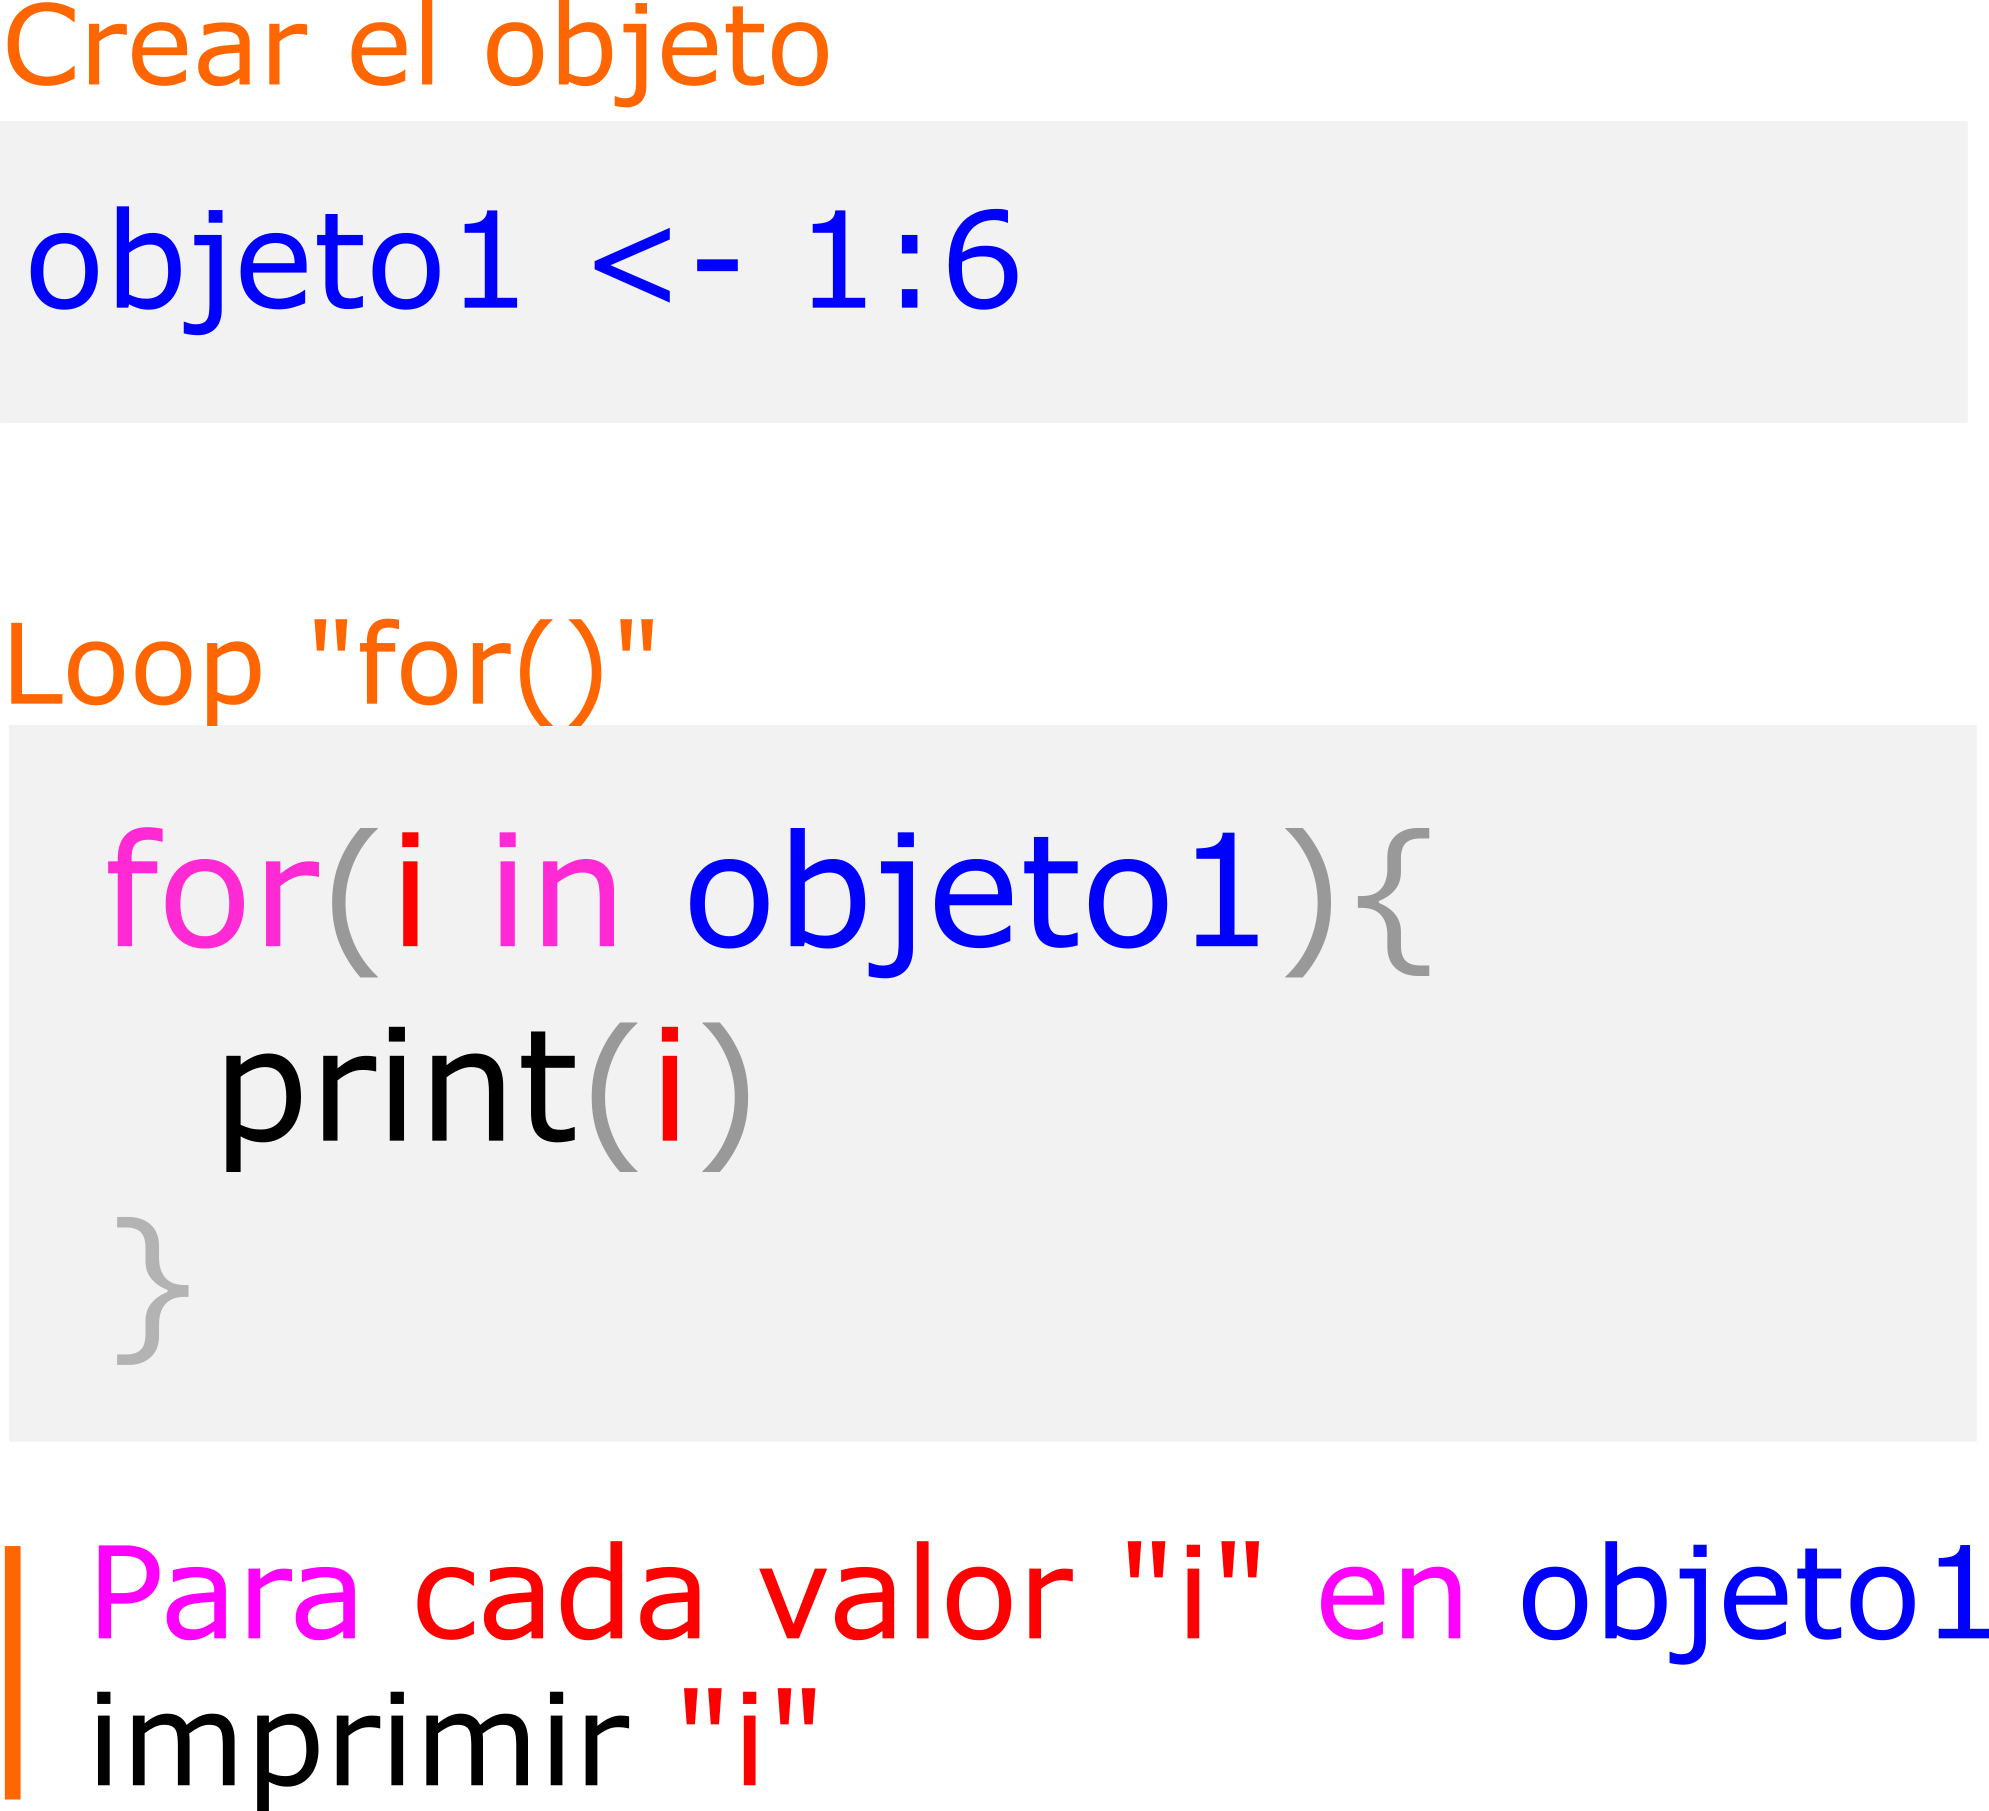 Crear el objeto
objeto1 <- 1:6
Loop "for()"
for(i in objeto1){
print(i)
}
Para cada valor "i" en objeto1
imprimir "i"